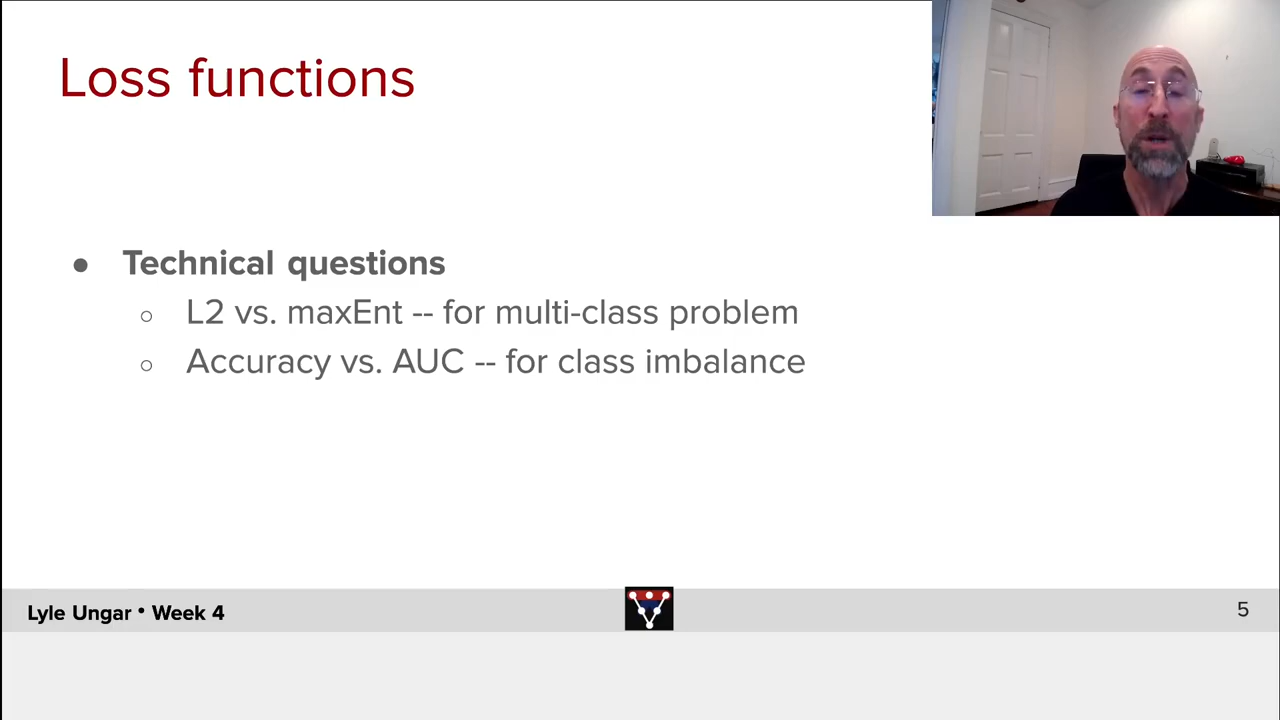 Loss functions
● Technical questions
○ L2 vs. maxEnt -- for multi-class problem
○ Accuracy vs. AUC -- for class imbalance
Lyle Ungar • Week 4
5